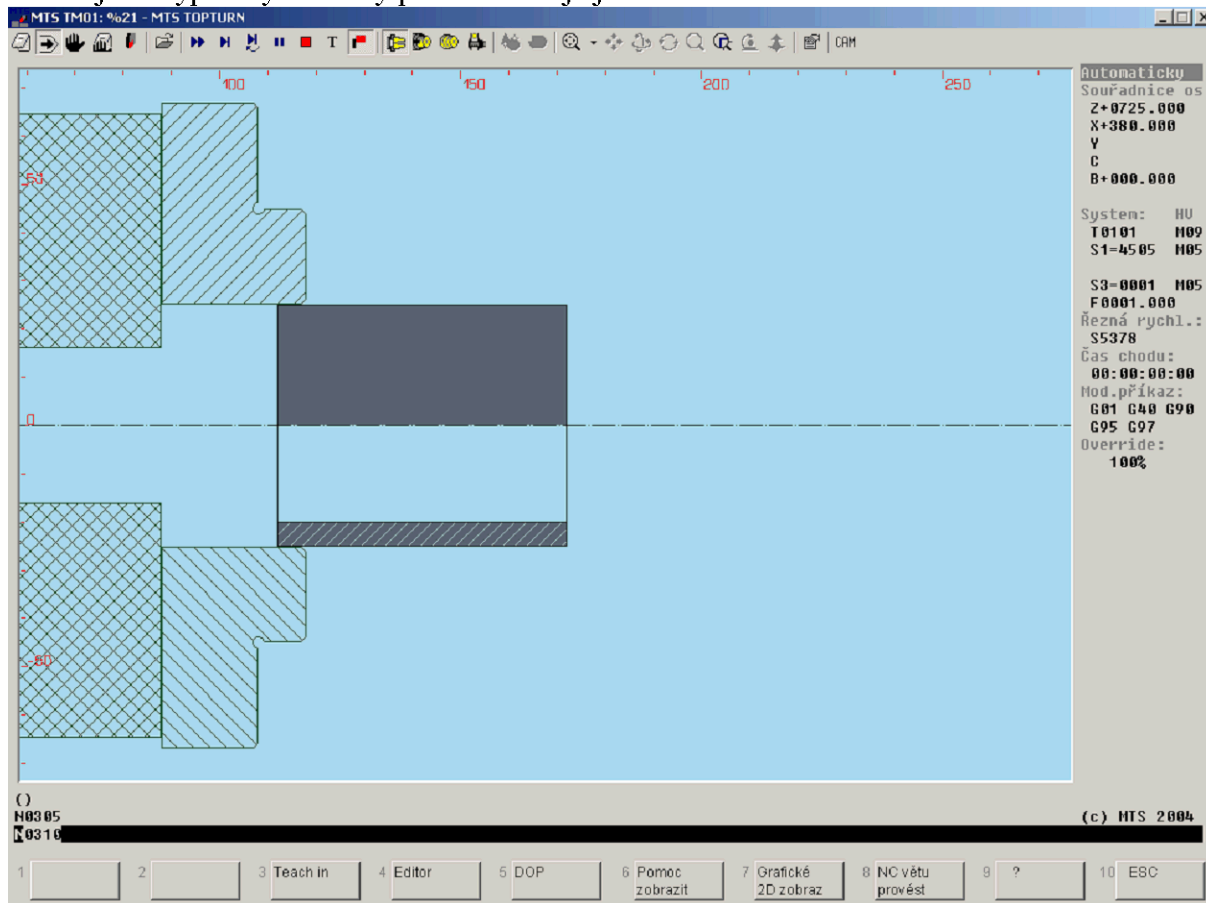 MTS TM01: %21 - MTS TOPTURN
T
CAM
100
150
200
250
0
Automaticky
Souřadnice os
Z+0725.000
X+380.000
Y
C
B+000.000
System: HV
T0101 M09
S1=4505 M05
S3=0001 M05
F0001.000
Řezná rychl.:
S5378
Čas chodu:
00:00:00:00
Mod.příkaz:
G01 G40 G90
G95 G97
Override:
100%
()
N0305
(c) MTS 2004
N0310
1
2
3 Teach in
4 Editor
5 DOP
6 Pomoc zobrazit
7 Grafické 2D zobraz
8 NC větu provést
9 ?
10 ESC